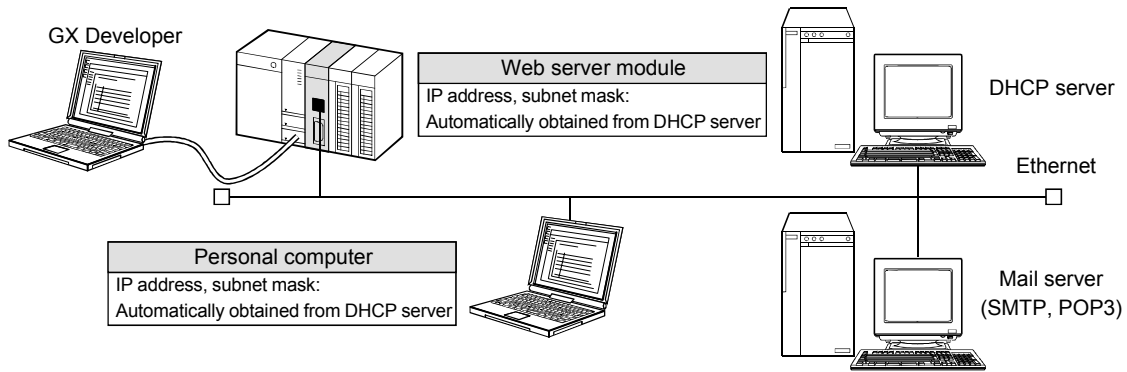 GX Developer
Web server module
IP address, subnet mask:
Automatically obtained from DHCP server
DHCP server
Ethernet
Personal computer
IP address, subnet mask:
Automatically obtained from DHCP server
Mail server
(SMTP, POP3)